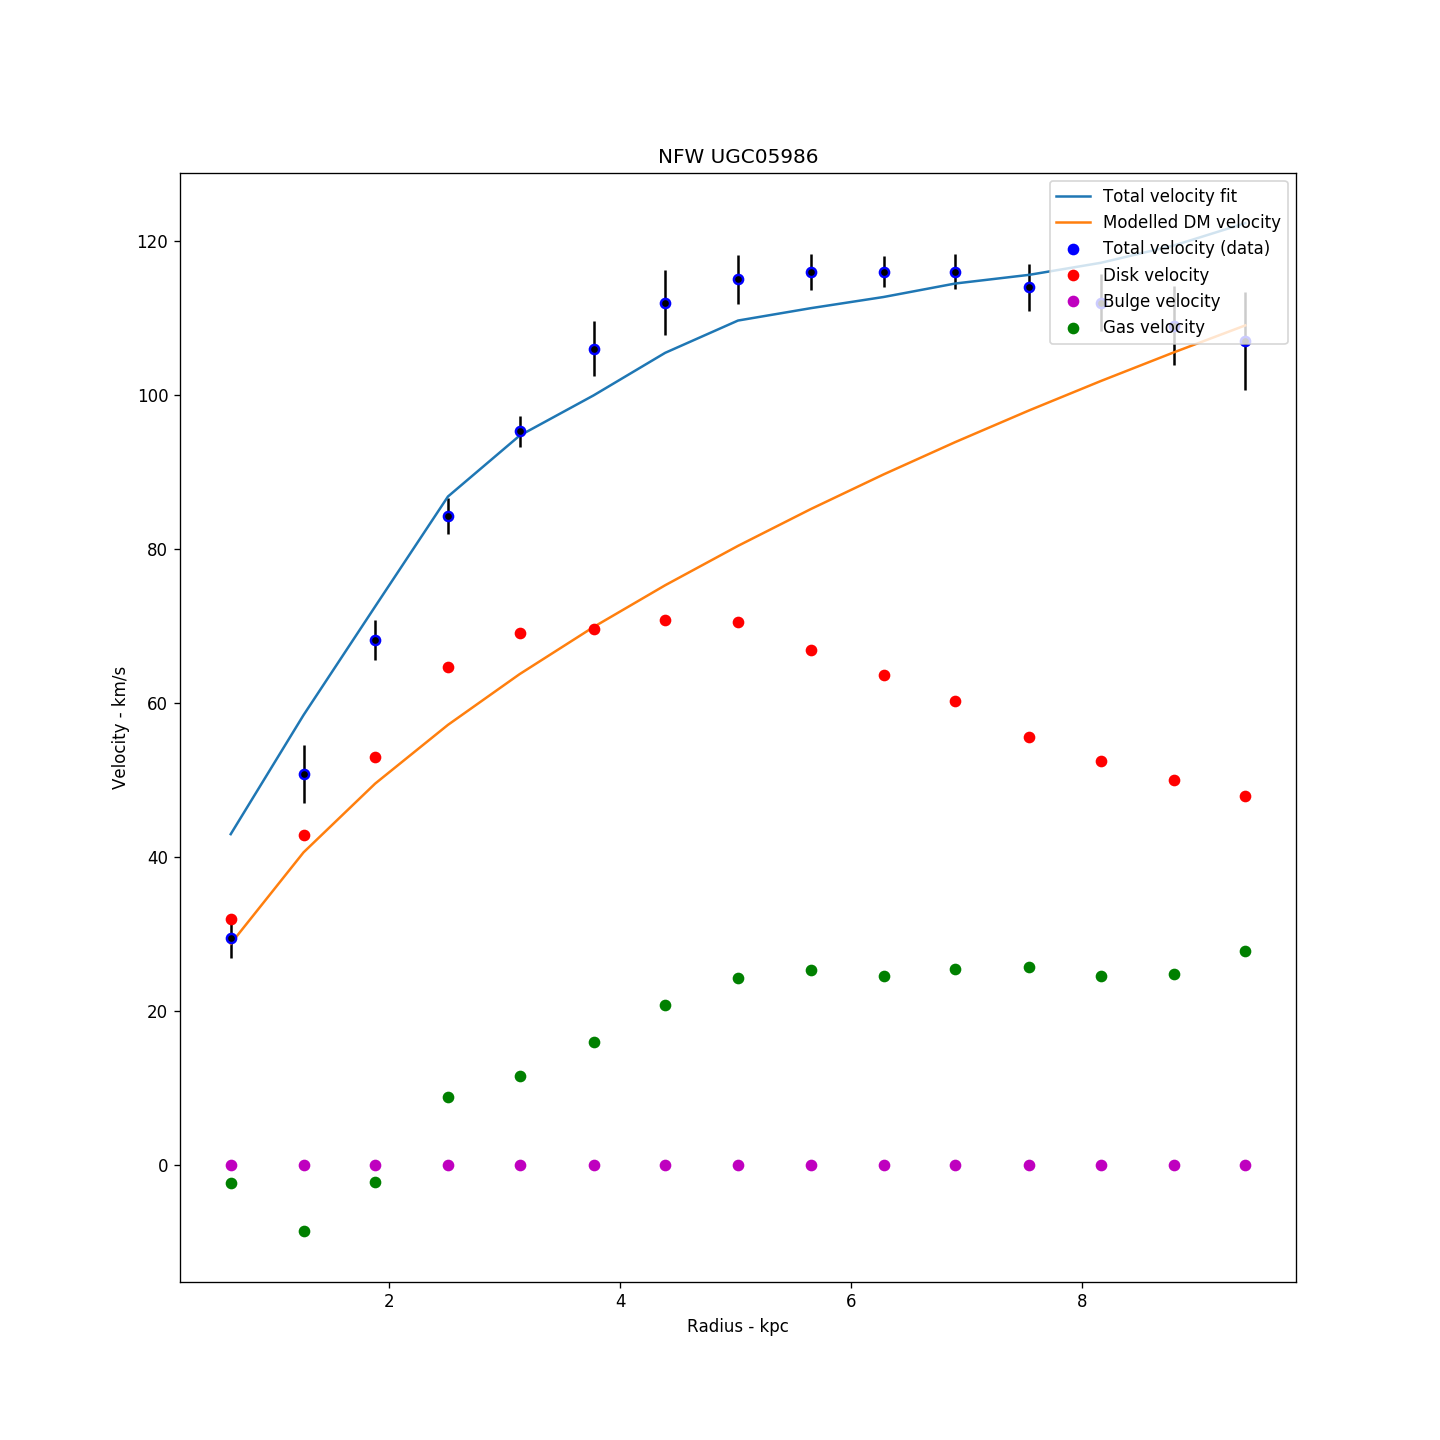 NFW UGC05986
Total velocity fit
Modelled DM velocity
Total velocity (data)
Disk velocity
Bulge velocity
Gas velocity
120
100
80
60
40
20
0
Velocity - km/s
2 4 6 8
Radius - kpc